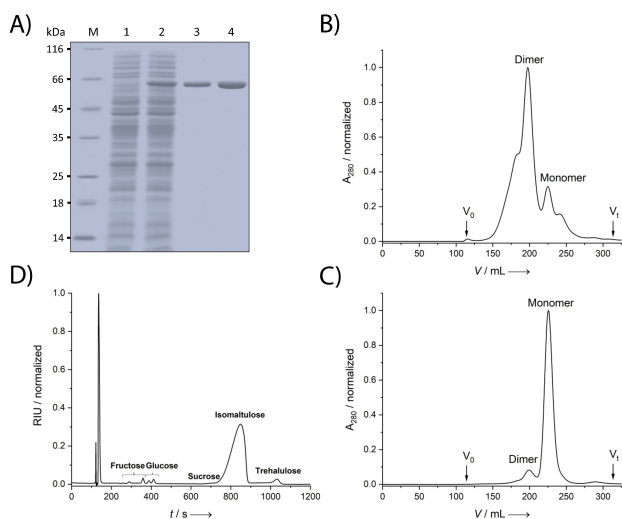 A)
kDa M 1 2 3 4
116
66
45
35
25
18
14
B)
Dimer
Monomer
V0
Vt
A280 / normalized
1.0
0.8
0.6
0.4
0.2
0.0
0 50 100 150 200 250 300
V / mL ⟶
D)
RIU / normalized
1.0
0.8
0.6
0.4
0.2
0.0
Fructose Glucose
Sucrose
Isomaltulose
Trehalulose
0 200 400 600 800 1000 1200
t / s ⟶
C)
Monomer
Dimer
V0
Vt
A280 / normalized
1.0
0.8
0.6
0.4
0.2
0.0
0 50 100 150 200 250 300
V / mL ⟶